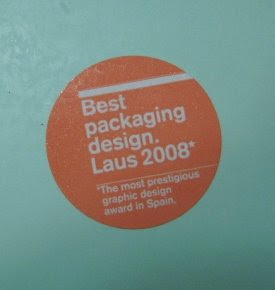 Best
packaging
design.
Laus 2008*
*The most prestigious
graphic design
award in Spain.